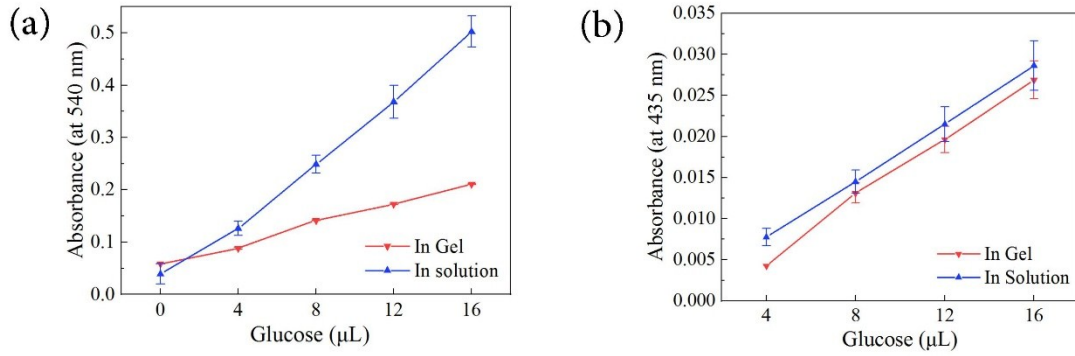 (a)
Absorbance (at 540 nm)
0.5
0.4
0.3
0.2
0.1
0.0
In Gel
In solution
0 4 8 12 16
Glucose (μL)
(b)
Absorbance (at 435 nm)
0.035
0.030
0.025
0.020
0.015
0.010
0.005
0.000
In Gel
In Solution
4 8 12 16
Glucose (μL)